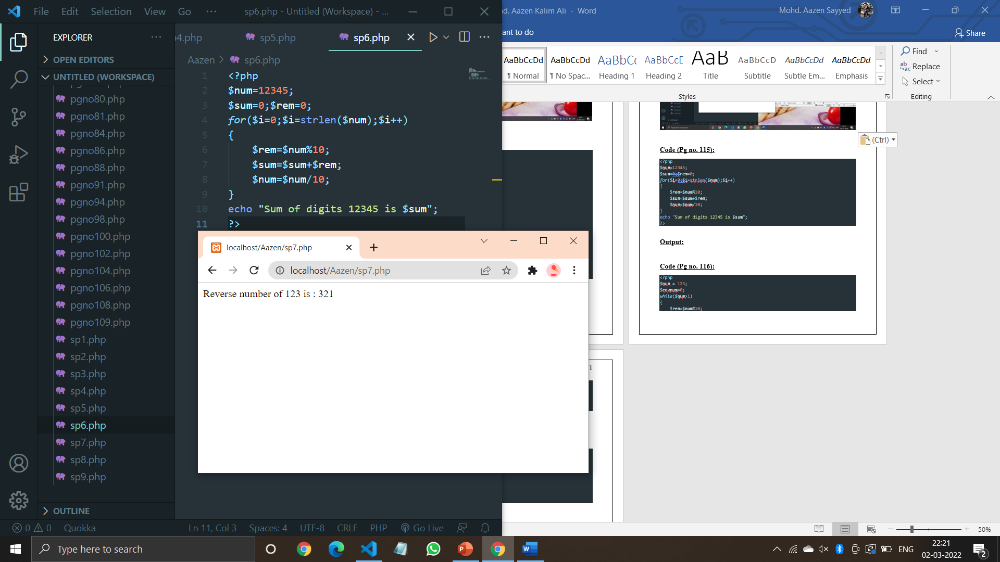 File Edit Selection View Go ··· sp6.php - Untitled (Workspace) - ...
EXPLORER
OPEN EDITORS
UNTITLED (WORKSPACE)
pgno80.php
pgno81.php
pgno84.php
pgno86.php
pgno88.php
pgno91.php
pgno94.php
pgno98.php
pgno100.php
pgno102.php
pgno104.php
pgno106.php
pgno108.php
pgno109.php
sp1.php
sp2.php
sp3.php
sp4.php
sp5.php
sp6.php
sp7.php
sp8.php
sp9.php
OUTLINE
4.php sp5.php sp6.php
Aazen > sp6.php
1 <?php
2 $num=12345;
3 $sum=0;$rem=0;
4 for($i=0;$i=strlen($num);$i++)
5 {
6 $rem=$num%10;
7 $sum=$sum+$rem;
8 $num=$num/10;
9 }
10 echo "Sum of digits 12345 is $sum";
11 ?>
0 0 Quokka Ln 11, Col 3 Spaces: 4 UTF-8 CRLF PHP Go Live
localhost/Aazen/sp7.php
localhost/Aazen/sp7.php
Reverse number of 123 is : 321
d. Aazen Kalim Ali - Word Mohd. Aazen Sayyed
ant to do Share
AaBbCcDd AaBbCcDd AaBbCc AaBbCcD AaB AaBbCcD AaBbCcDd AaBbCcDd
¶ Normal ¶ No Spac... Heading 1 Heading 2 Title Subtitle Subtle Em... Emphasis
Styles
Find
Replace
Select
Editing
(Ctrl)
Code (Pg no. 115):
<?php
$num=12345;
$sum=0;$rem=0;
for($i=0;$i=strlen($num);$i++)
{
$rem=$num%10;
$sum=$sum+$rem;
$num=$num/10;
}
echo "Sum of digits 12345 is $sum";
?>
Output:
Code (Pg no. 116):
<?php
$num = 123;
$revnum=0;
while($num>1)
{
$rem=$num%10;
1
50%
Type here to search
ENG
22:21
02-03-2022
2